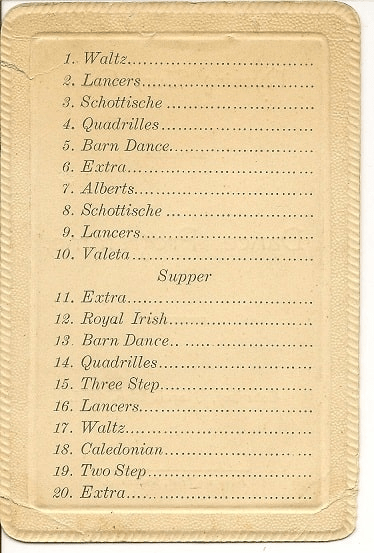 1. Waltz..............................
2. Lancers............................
3. Schottische ........................
4. Quadrilles..........................
5. Barn Dance.........................
6. Extra..............................
7. Alberts.............................
8. Schottische ........................
9. Lancers............................
10. Valeta.............................
Supper
11. Extra..............................
12. Royal Irish........................
13. Barn Dance.. .....................
14. Quadrilles.........................
15. Three Step........................
16. Lancers............................
17. Waltz..............................
18. Caledonian........................
19. Two Step..........................
20. Extra..............................